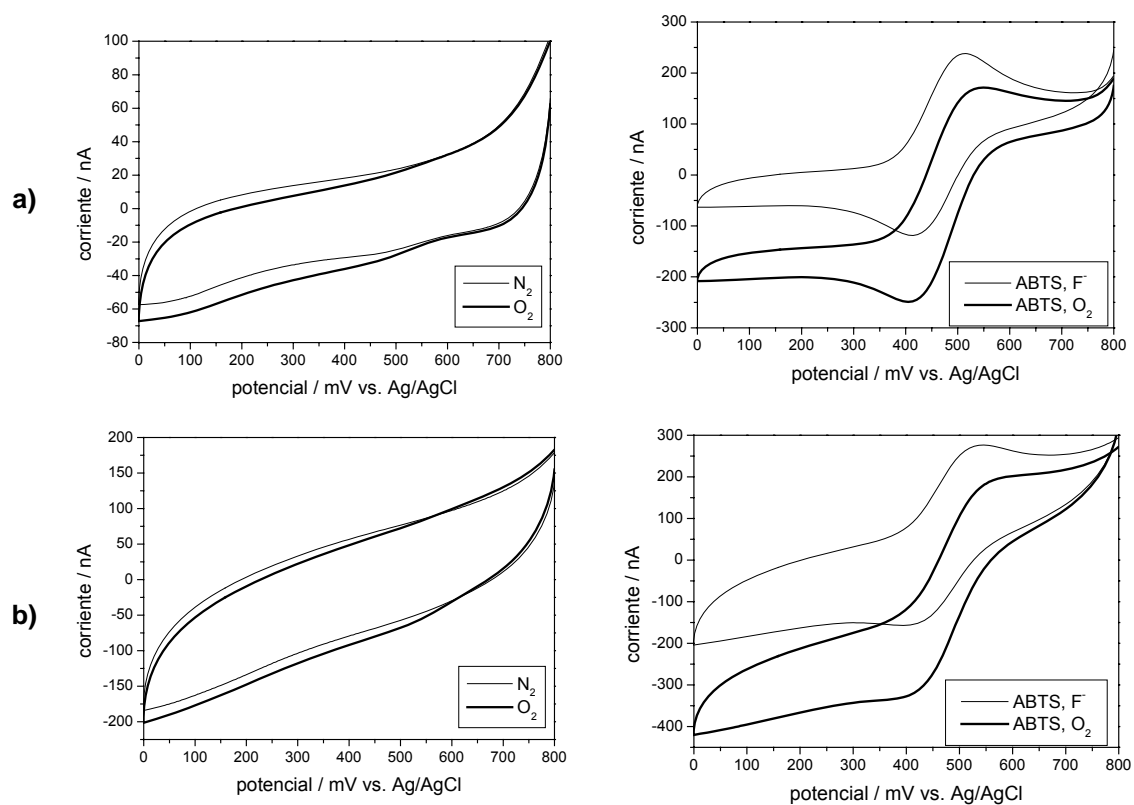 a)
100
80
60
40
20
0
-20
-40
-60
-80
corriente / nA
N₂
O₂
0 100 200 300 400 500 600 700 800
potencial / mV vs. Ag/AgCl
300
200
100
0
-100
-200
-300
corriente / nA
ABTS, F⁻
ABTS, O₂
0 100 200 300 400 500 600 700 800
potencial / mV vs. Ag/AgCl
b)
200
150
100
50
0
-50
-100
-150
-200
corriente / nA
N₂
O₂
0 100 200 300 400 500 600 700 800
potencial / mV vs. Ag/AgCl
300
200
100
0
-100
-200
-300
-400
corriente / nA
ABTS, F⁻
ABTS, O₂
0 100 200 300 400 500 600 700 800
potencial / mV vs. Ag/AgCl